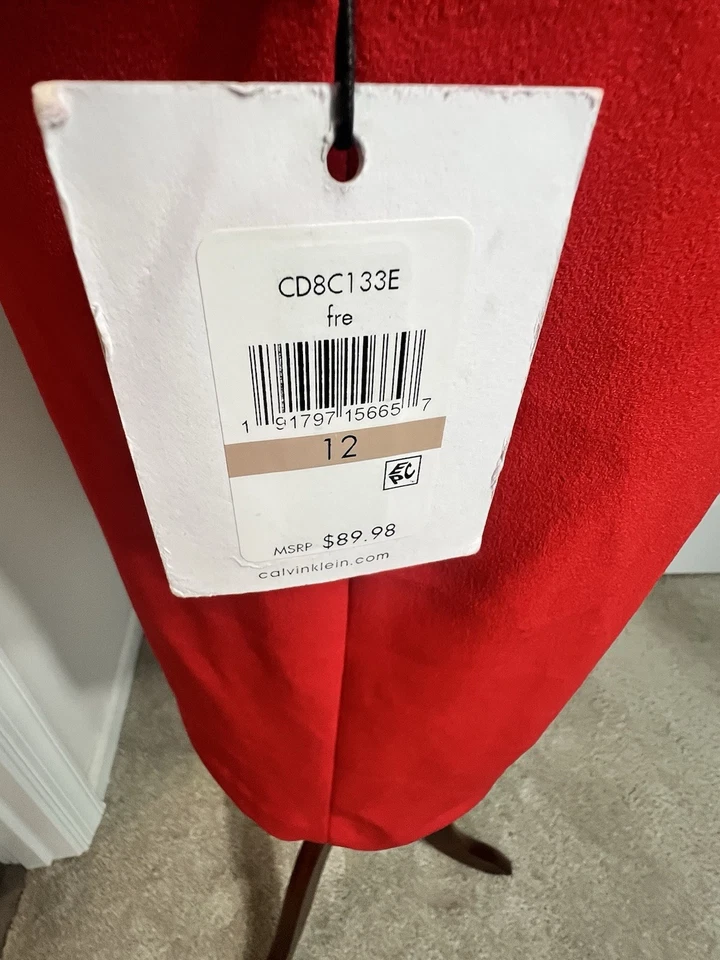 CD8C133E
fre
1 91797 15665 7
12
EPC
MSRP $89.98
calvinklein.com